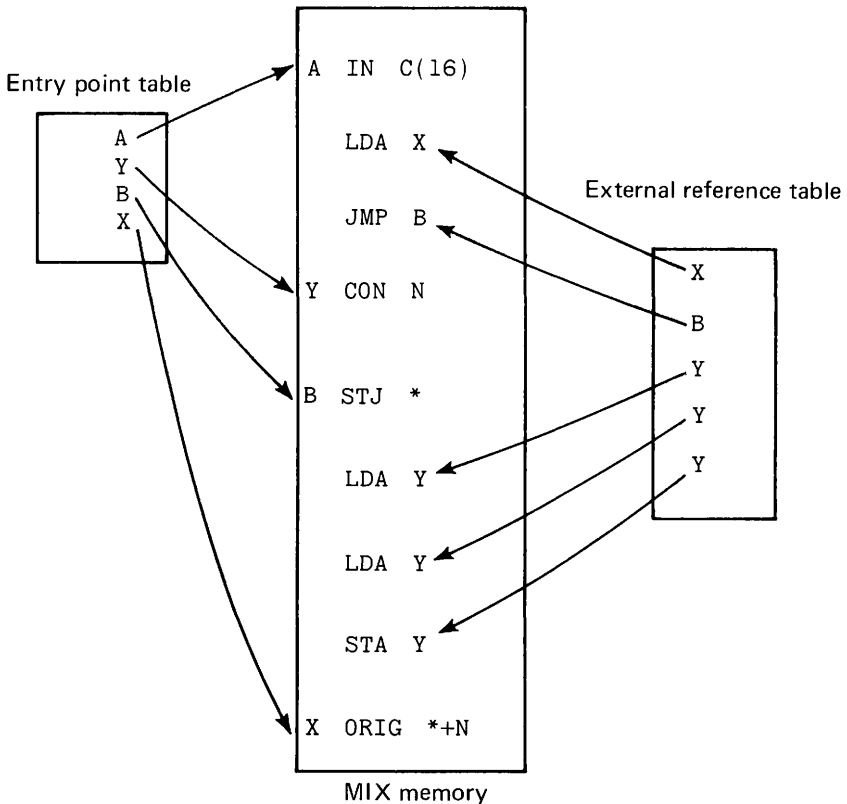 Entry point table
A
Y
B
X
A IN C(16)
LDA X
JMP B
Y CON N
B STJ *
LDA Y
LDA Y
STA Y
X ORIG *+N
MIX memory
External reference table
X
B
Y
Y
Y